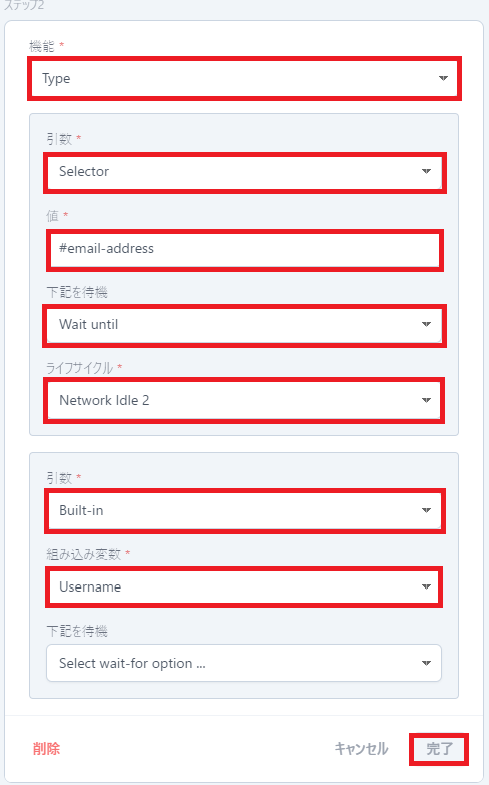 ステップ2
機能 *
Type
引数 *
Selector
値 *
#email-address
下記を待機
Wait until
ライフサイクル *
Network Idle 2
引数 *
Built-in
組み込み変数 *
Username
下記を待機
Select wait-for option ...
削除
キャンセル
完了